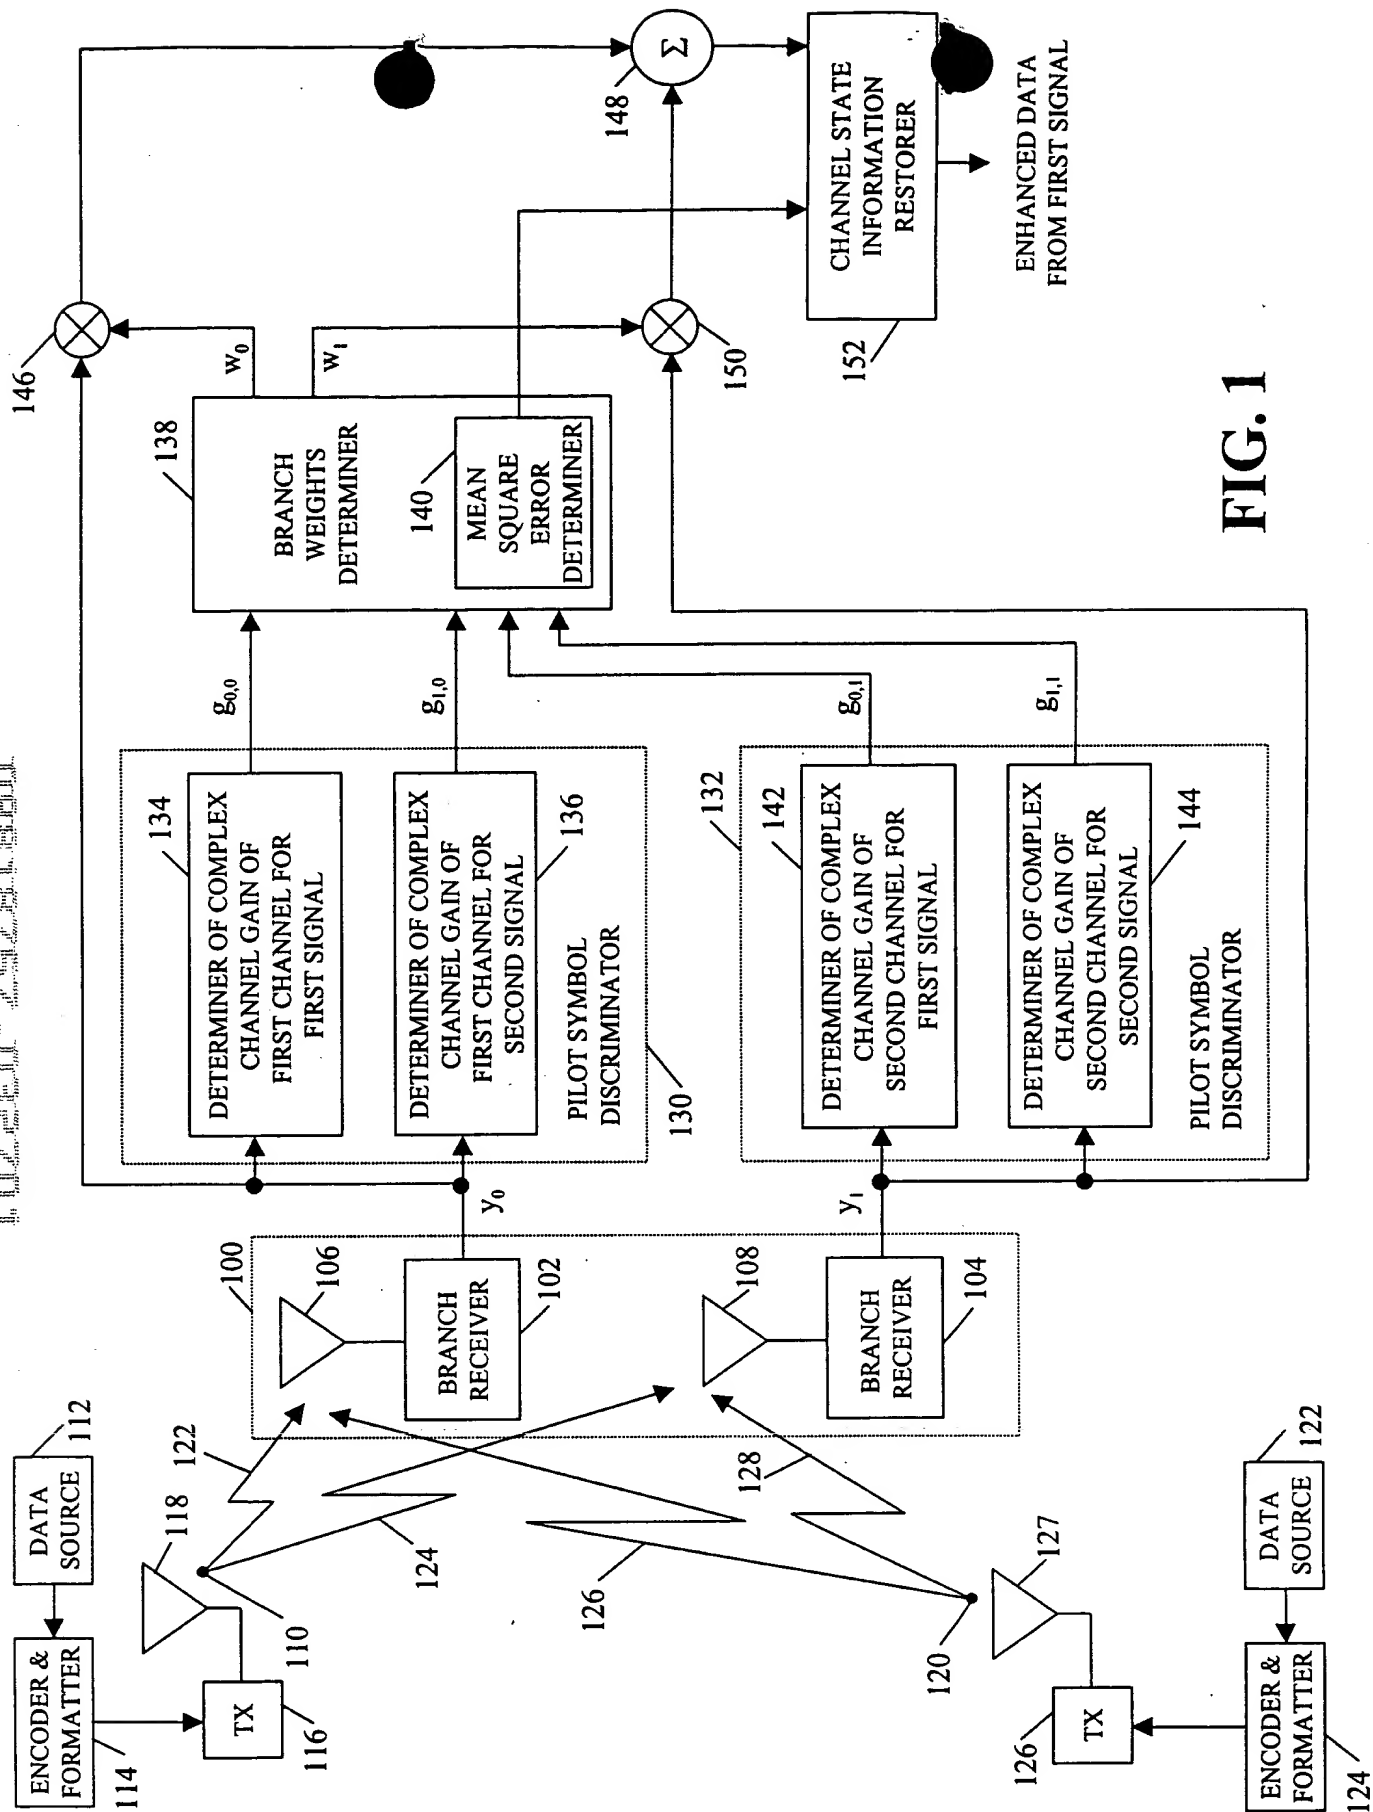 112
DATA
SOURCE
ENCODER &
FORMATTER
114
118
TX
116
110
122
124
126
128
120
127
TX
126
DATA
SOURCE
122
ENCODER &
FORMATTER
124
100
106
BRANCH
RECEIVER
102
108
BRANCH
RECEIVER
104
y0
y1
134
DETERMINER OF COMPLEX
CHANNEL GAIN OF
FIRST CHANNEL FOR
FIRST SIGNAL
DETERMINER OF COMPLEX
CHANNEL GAIN OF
FIRST CHANNEL FOR
SECOND SIGNAL
136
PILOT SYMBOL
DISCRIMINATOR
130
132
142
DETERMINER OF COMPLEX
CHANNEL GAIN OF
SECOND CHANNEL FOR
FIRST SIGNAL
DETERMINER OF COMPLEX
CHANNEL GAIN OF
SECOND CHANNEL FOR
SECOND SIGNAL
144
PILOT SYMBOL
DISCRIMINATOR
g0,0
g1,0
g0,1
g1,1
138
BRANCH
WEIGHTS
DETERMINER
140
MEAN
SQUARE
ERROR
DETERMINER
w0
w1
146
148
Σ
150
CHANNEL STATE
INFORMATION
RESTORER
152
ENHANCED DATA
FROM FIRST SIGNAL
FIG. 1